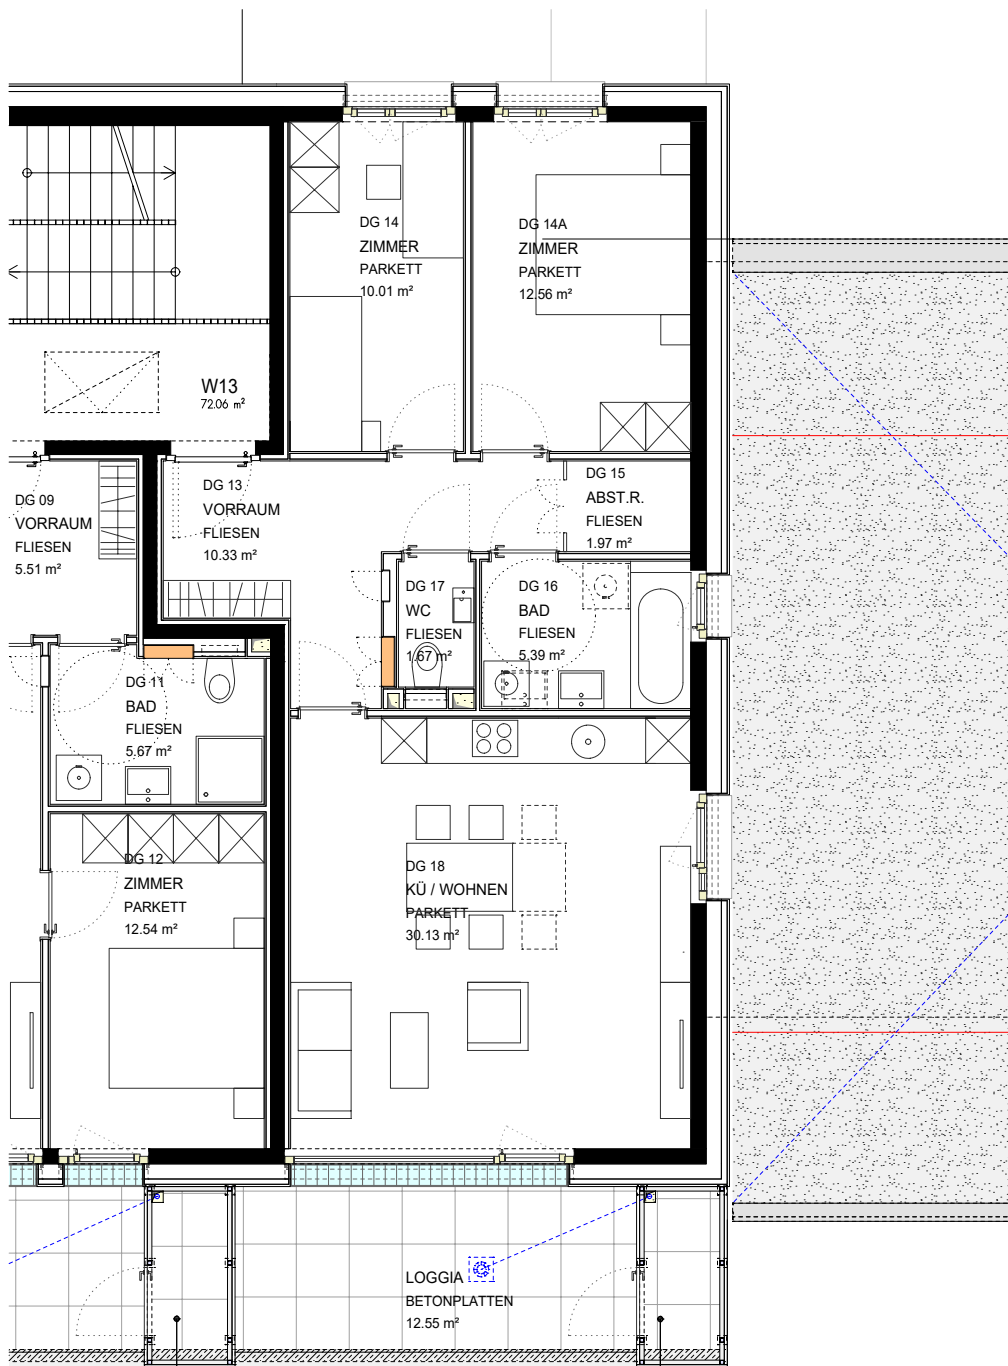 DG 14
ZIMMER
PARKETT
10.01 m²
DG 14A
ZIMMER
PARKETT
12.56 m²
W13
72.06 m²
DG 09
VORRAUM
FLIESEN
5.51 m²
DG 13
VORRAUM
FLIESEN
10.33 m²
DG 15
ABST.R.
FLIESEN
1.97 m²
DG 17
WC
FLIESEN
1.67 m²
DG 16
BAD
FLIESEN
5.39 m²
DG 11
BAD
FLIESEN
5.67 m²
DG 12
ZIMMER
PARKETT
12.54 m²
DG 18
KÜ / WOHNEN
PARKETT
30.13 m²
LOGGIA
BETONPLATTEN
12.55 m²